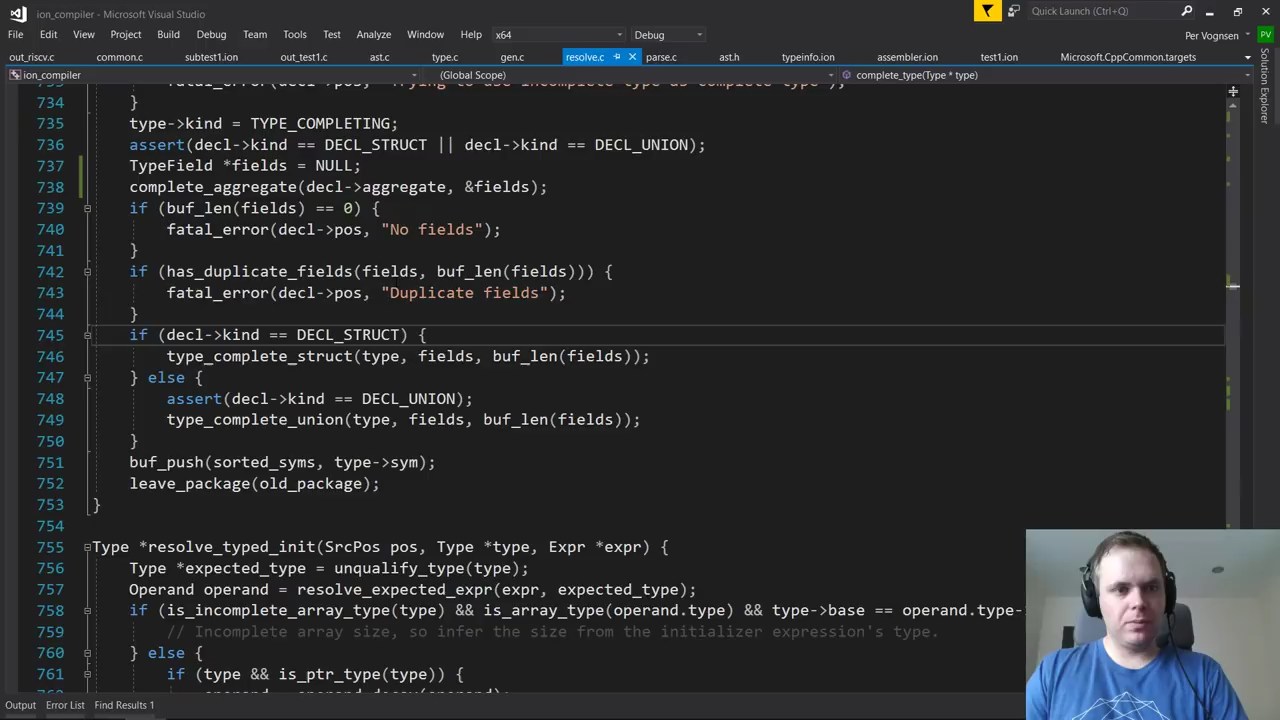 ion_compiler - Microsoft Visual Studio
Quick Launch (Ctrl+Q)
File Edit View Project Build Debug Team Tools Test Analyze Window Help x64 Debug Per Vognsen PV
out_riscv.c common.c subtest1.ion out_test1.c ast.c type.c gen.c resolve.c parse.c ast.h typeinfo.ion assembler.ion test1.ion Microsoft.CppCommon.targets
Solution Explorer
ion_compiler (Global Scope) complete_type(Type * type)
734 }
735 type->kind = TYPE_COMPLETING;
736 assert(decl->kind == DECL_STRUCT || decl->kind == DECL_UNION);
737 TypeField *fields = NULL;
738 complete_aggregate(decl->aggregate, &fields);
739 if (buf_len(fields) == 0) {
740 fatal_error(decl->pos, "No fields");
741 }
742 if (has_duplicate_fields(fields, buf_len(fields))) {
743 fatal_error(decl->pos, "Duplicate fields");
744 }
745 if (decl->kind == DECL_STRUCT) {
746 type_complete_struct(type, fields, buf_len(fields));
747 } else {
748 assert(decl->kind == DECL_UNION);
749 type_complete_union(type, fields, buf_len(fields));
750 }
751 buf_push(sorted_syms, type->sym);
752 leave_package(old_package);
753 }
754
755 Type *resolve_typed_init(SrcPos pos, Type *type, Expr *expr) {
756 Type *expected_type = unqualify_type(type);
757 Operand operand = resolve_expected_expr(expr, expected_type);
758 if (is_incomplete_array_type(type) && is_array_type(operand.type) && type->base == operand.type-
759 // Incomplete array size, so infer the size from the initializer expression's type.
760 } else {
761 if (type && is_ptr_type(type)) {
Output Error List Find Results 1